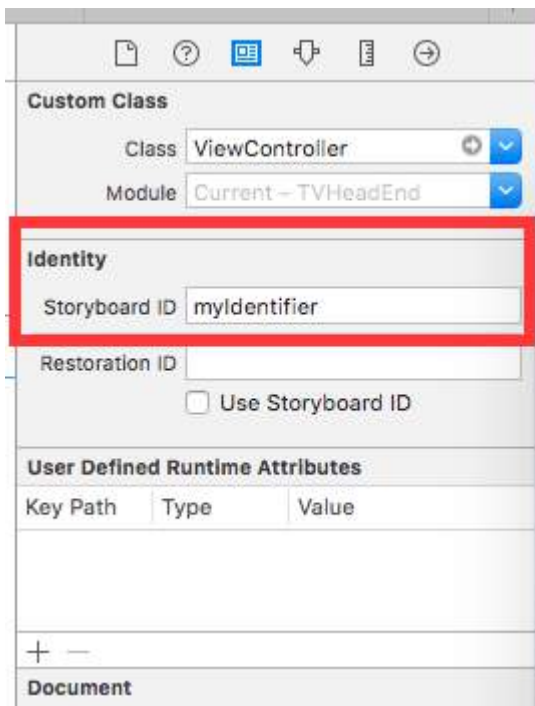 Custom Class
Class ViewController
Module Current – TVHeadEnd
Identity
Storyboard ID myIdentifier
Restoration ID
Use Storyboard ID
User Defined Runtime Attributes
Key Path Type Value
Document